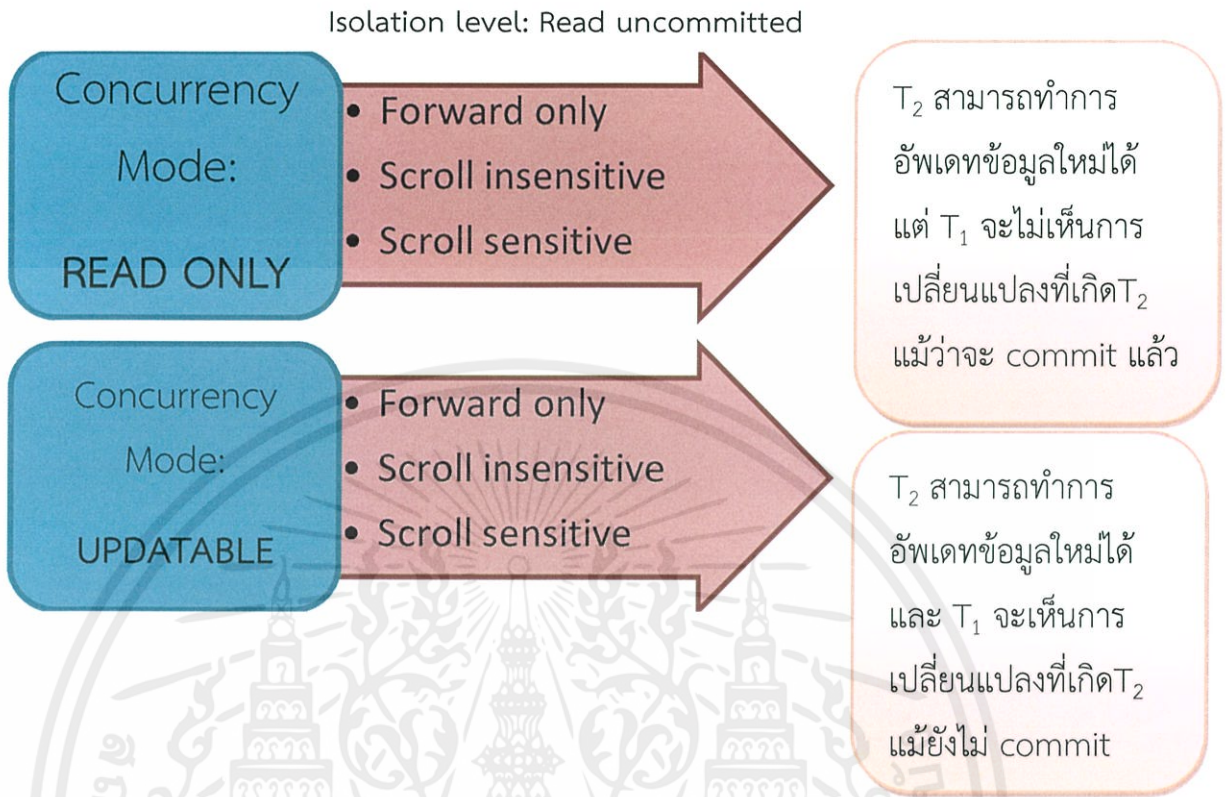 Isolation level: Read uncommitted
Concurrency
Mode:
READ ONLY
• Forward only
• Scroll insensitive
• Scroll sensitive
T₂ สามารถทำการ
อัพเดทข้อมูลใหม่ได้
แต่ T₁ จะไม่เห็นการ
เปลี่ยนแปลงที่เกิดT₂
แม้ว่าจะ commit แล้ว
Concurrency
Mode:
UPDATABLE
• Forward only
• Scroll insensitive
• Scroll sensitive
T₂ สามารถทำการ
อัพเดทข้อมูลใหม่ได้
และ T₁ จะเห็นการ
เปลี่ยนแปลงที่เกิดT₂
แม้ยังไม่ commit